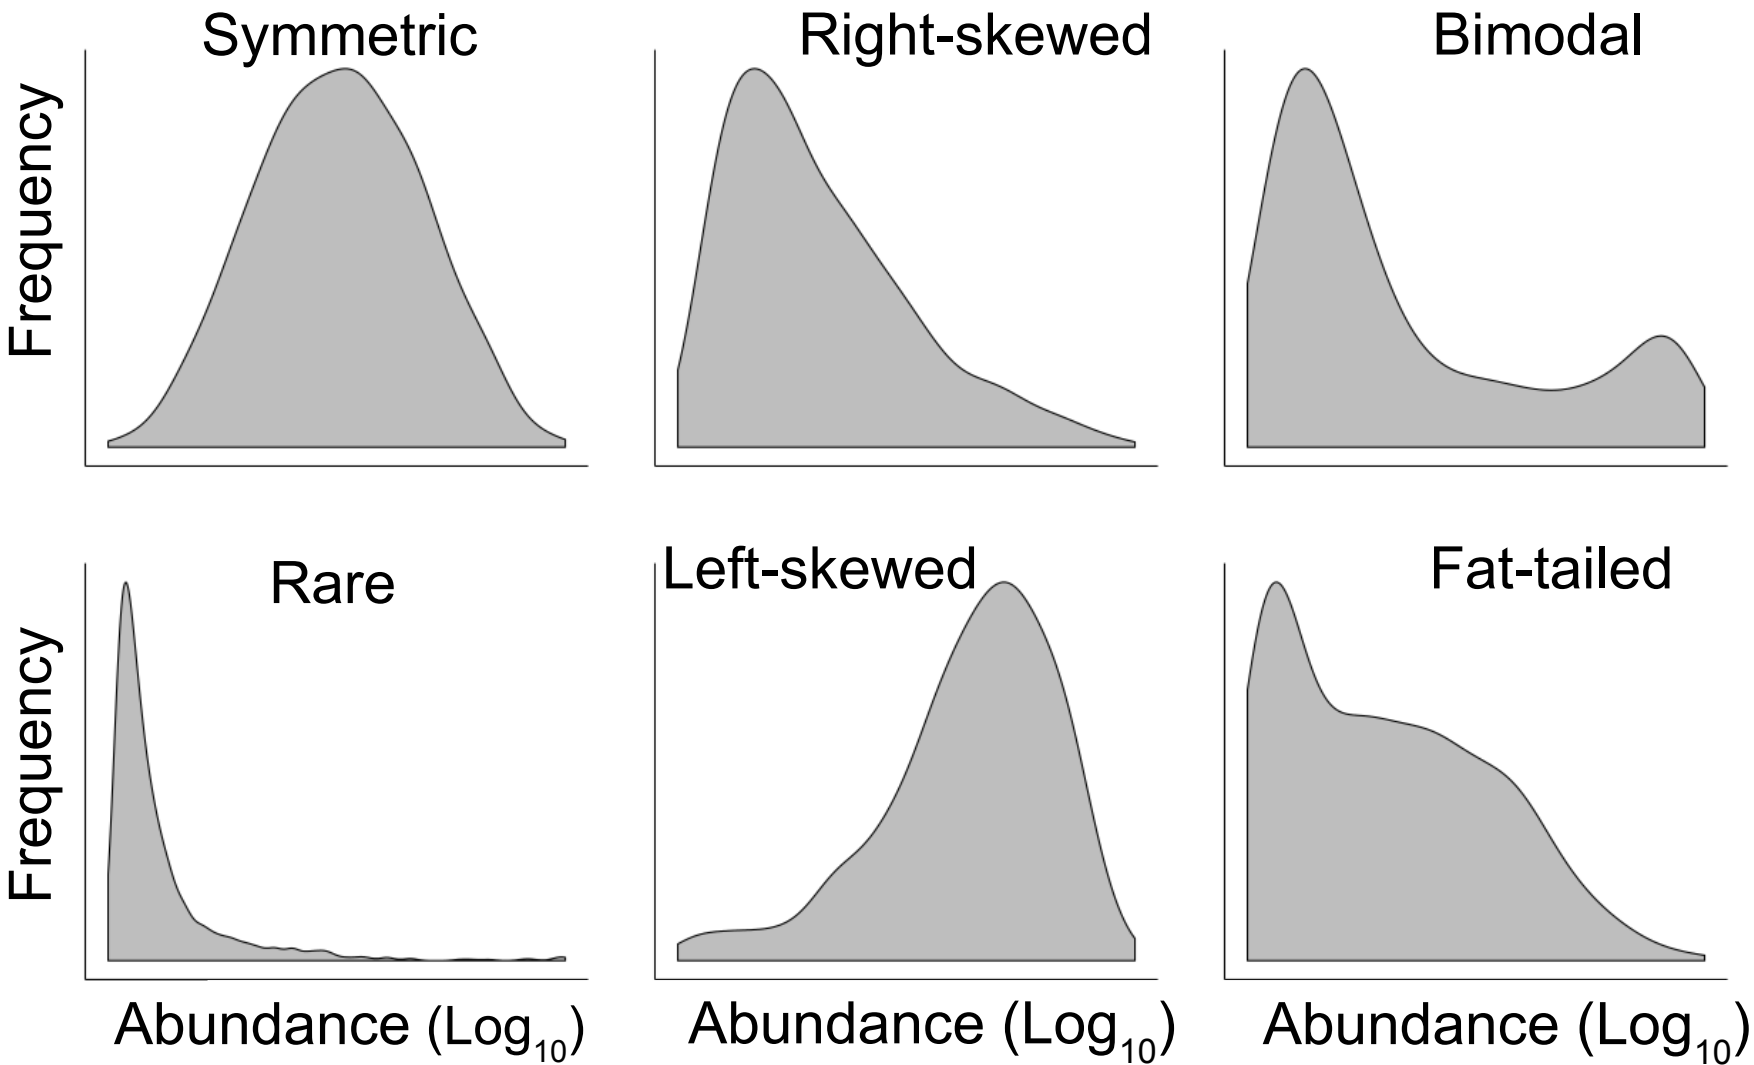 Symmetric
Right-skewed
Bimodal
Frequency
Rare
Left-skewed
Fat-tailed
Frequency
Abundance (Log₁₀)
Abundance (Log₁₀)
Abundance (Log₁₀)